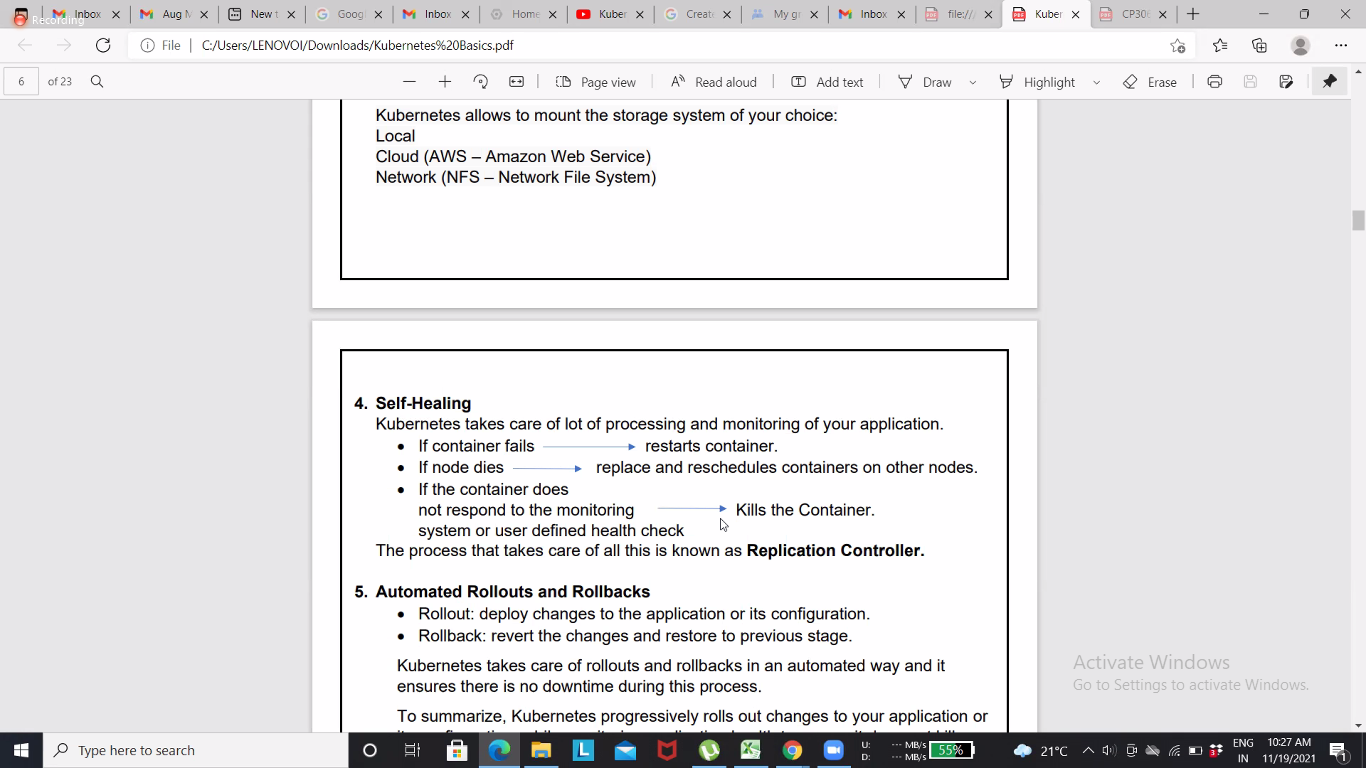 Recording
Inbox
Aug M
New t
Googl
Inbox
Home
Kuber
Create
My gr
Inbox
file:///
Kuber
CP306
File
C:/Users/LENOVOI/Downloads/Kubernetes%20Basics.pdf
6 of 23
Page view
Read aloud
Add text
Draw
Highlight
Erase
Kubernetes allows to mount the storage system of your choice:
Local
Cloud (AWS – Amazon Web Service)
Network (NFS – Network File System)
4. Self-Healing
Kubernetes takes care of lot of processing and monitoring of your application.
• If container fails restarts container.
• If node dies replace and reschedules containers on other nodes.
• If the container does
not respond to the monitoring Kills the Container.
system or user defined health check
The process that takes care of all this is known as Replication Controller.
5. Automated Rollouts and Rollbacks
• Rollout: deploy changes to the application or its configuration.
• Rollback: revert the changes and restore to previous stage.
Kubernetes takes care of rollouts and rollbacks in an automated way and it
ensures there is no downtime during this process.
To summarize, Kubernetes progressively rolls out changes to your application or
Activate Windows
Go to Settings to activate Windows.
Type here to search
U: --- MB/s
D: --- MB/s
55%
21°C
ENG
IN
10:27 AM
11/19/2021